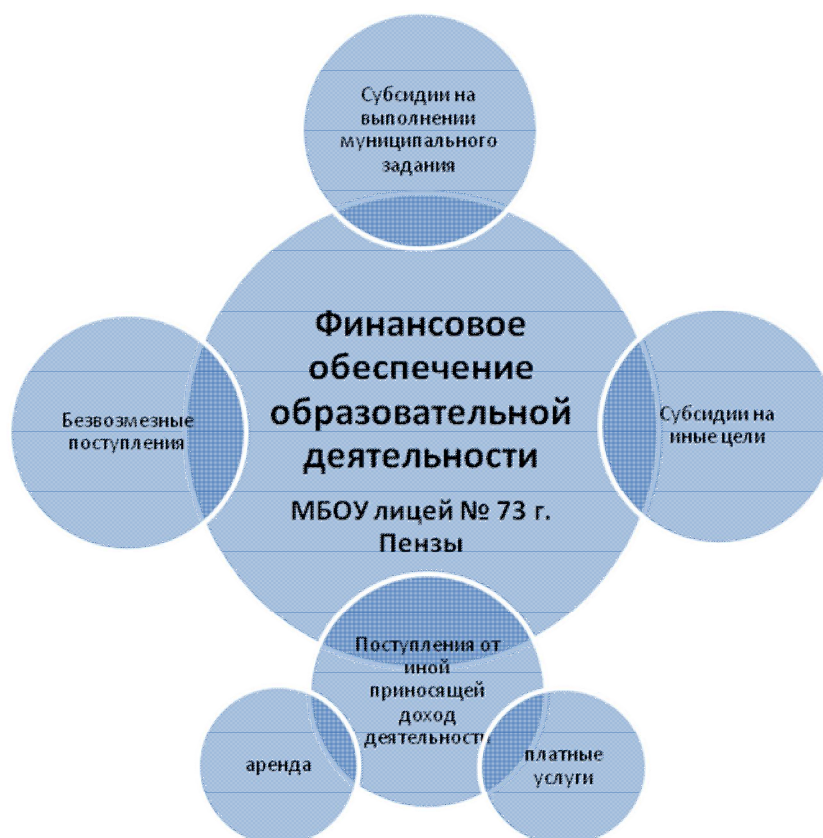 Субсидии на
выполнении
муниципального
задания
Финансовое
обеспечение
образовательной
деятельности
МБОУ лицей № 73 г.
Пензы
Безвозмезные
поступления
Субсидии на
иные цели
Поступления от
иной
приносящей
доход
деятельности
аренда
платные
услуги